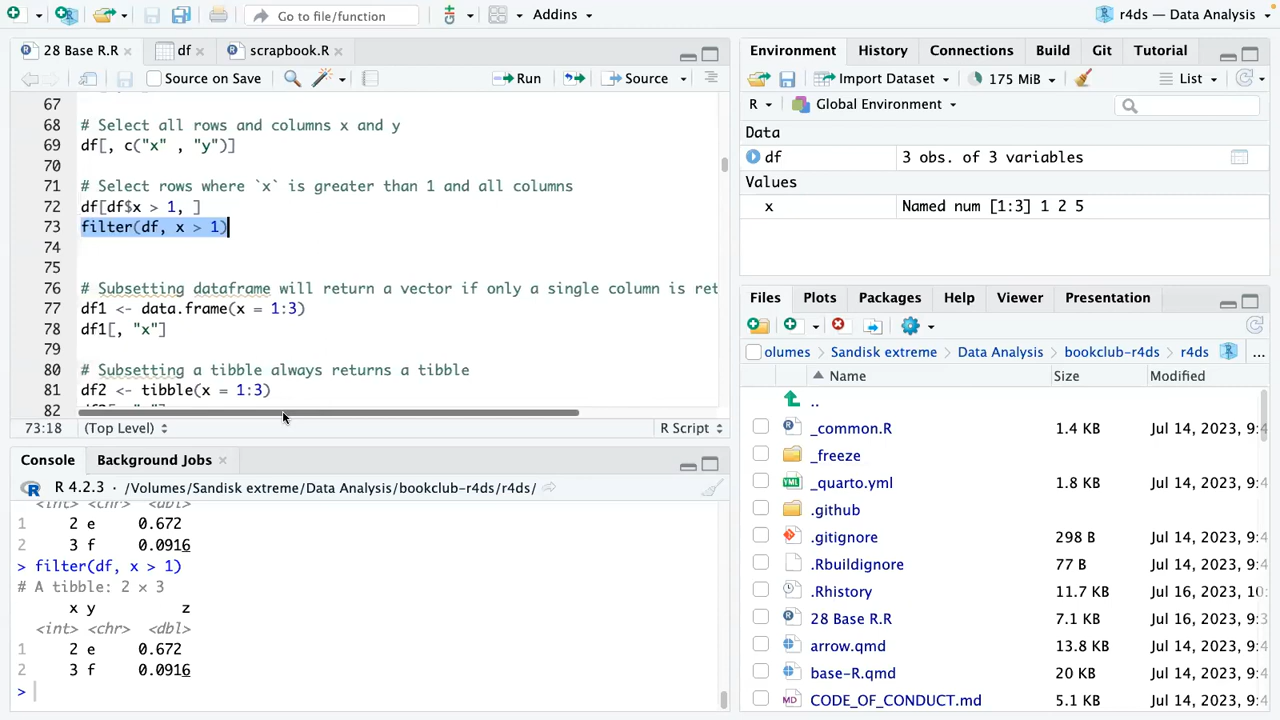 Go to file/function
Addins
r4ds — Data Analysis
28 Base R.R
df
scrapbook.R
Source on Save
Run
Source
67
68 # Select all rows and columns x and y
69 df[, c("x" , "y")]
70
71 # Select rows where `x` is greater than 1 and all columns
72 df[df$x > 1, ]
73 filter(df, x > 1)
74
75
76 # Subsetting dataframe will return a vector if only a single column is ret
77 df1 <- data.frame(x = 1:3)
78 df1[, "x"]
79
80 # Subsetting a tibble always returns a tibble
81 df2 <- tibble(x = 1:3)
82
73:18 (Top Level) R Script
Console Background Jobs
R 4.2.3 · /Volumes/Sandisk extreme/Data Analysis/bookclub-r4ds/r4ds/
<int> <chr> <dbl>
1 2 e 0.672
2 3 f 0.0916
> filter(df, x > 1)
# A tibble: 2 × 3
x y z
<int> <chr> <dbl>
1 2 e 0.672
2 3 f 0.0916
>
Environment History Connections Build Git Tutorial
Import Dataset 175 MiB List
R Global Environment
Data
df 3 obs. of 3 variables
Values
x Named num [1:3] 1 2 5
Files Plots Packages Help Viewer Presentation
olumes Sandisk extreme Data Analysis bookclub-r4ds r4ds ...
Name Size Modified
..
_common.R 1.4 KB Jul 14, 2023, 9:4
_freeze
_quarto.yml 1.8 KB Jul 14, 2023, 9:4
.github
.gitignore 298 B Jul 14, 2023, 9:4
.Rbuildignore 77 B Jul 14, 2023, 9:4
.Rhistory 11.7 KB Jul 16, 2023, 10:
28 Base R.R 7.1 KB Jul 16, 2023, 9:3
arrow.qmd 13.8 KB Jul 14, 2023, 9:4
base-R.qmd 20 KB Jul 14, 2023, 9:4
CODE_OF_CONDUCT.md 5.1 KB Jul 14, 2023, 9:4